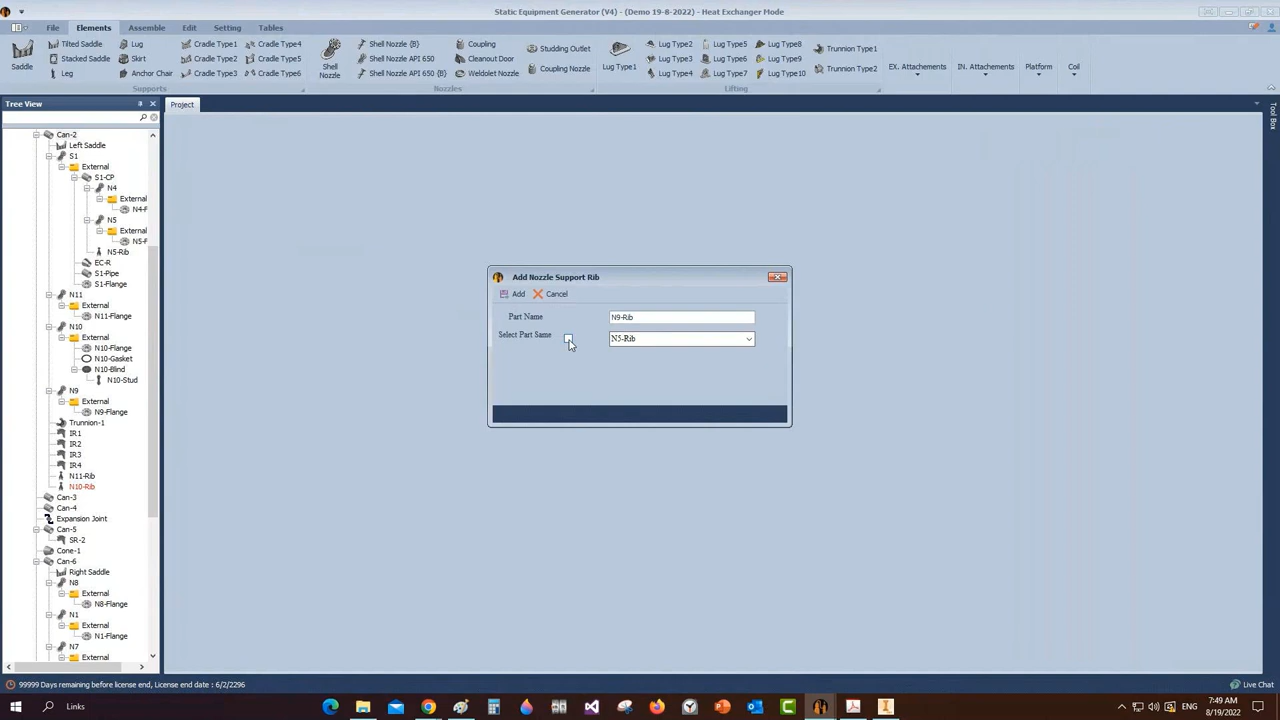 Static Equipment Generator (V4) - (Demo 19-8-2022) - Heat Exchanger Mode
File
Elements
Assemble
Edit
Setting
Tables
Saddle
Tilted Saddle
Stacked Saddle
Leg
Lug
Skirt
Anchor Chair
Cradle Type1
Cradle Type2
Cradle Type3
Cradle Type4
Cradle Type5
Cradle Typem
Supports
Shell
Nozzle
Shell Nozzle {B}
Shell Nozzle API 650
Shell Nozzle API 650 {B}
Coupling
Cleanout Door
Weldolet Nozzle
Studding Outlet
Coupling Nozzle
Nozzles
Lug Type1
Lug Type2
Lug Type3
Lug Type4
Lug Type5
Lug Type6
Lug Type7
Lug Type8
Lug Type9
Lug Type10
Trunnion Type1
Trunnion Type2
Lifting
EX. Attachements
IN. Attachements
Platform
Coil
Tree View
Project
Tool Box
Can-2
Left Saddle
S1
External
S1-CP
N4
External
N4-F
N5
External
N5-F
N5-Rib
EC-R
S1-Pipe
S1-Flange
N11
External
N11-Flange
N10
External
N10-Flange
N10-Gasket
N10-Blind
N10-Stud
N9
External
N9-Flange
Trunnion-1
IR1
IR2
IR3
IR4
N11-Rib
N10-Rib
Can-3
Can-4
Expansion Joint
Can-5
SR-2
Cone-1
Can-6
Right Saddle
N8
External
N8-Flange
N1
External
N1-Flange
N7
External
Add Nozzle Support Rib
Add
Cancel
Part Name
N9-Rib
Select Part Same
N5-Rib
99999 Days remaining before license end, License end date : 6/2/2296
Live Chat
Links
7:49 AM
8/19/2022